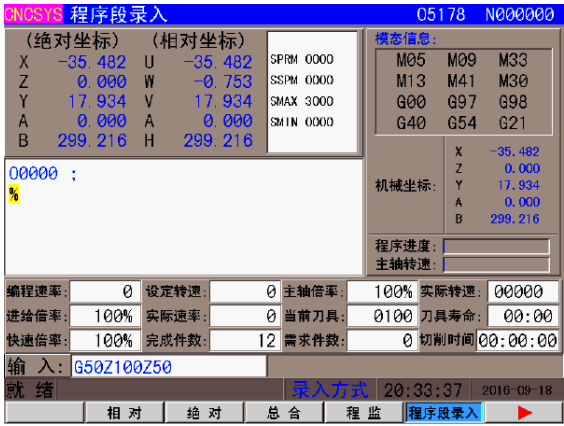 CNCSYS 程序段录入 O5178 N000000
(绝对坐标) (相对坐标)
X -35.482 U -35.482
Z 0.000 W -0.753
Y 17.934 V 17.934
A 0.000 A 0.000
B 299.216 H 299.216
SPRM 0000
SSPM 0000
SMAX 3000
SMIN 0000
模态信息:
M05 M09 M33
M13 M41 M30
G00 G97 G98
G40 G54 G21
机械坐标:
X -35.482
Z 0.000
Y 17.934
A 0.000
B 299.216
程序进度:
主轴转速:
O0000 ;
%
编程速率: 0 设定转速: 0 主轴倍率: 100% 实际转速: 00000
进给倍率: 100% 实际速率: 0 当前刀具: 0100 刀具寿命: 00:00
快速倍率: 100% 完成件数: 12 需求件数: 0 切削时间 00:00:00
输 入: G50Z100Z50
就 绪 录入方式 20:33:37 2016-09-18
相 对 绝 对 总 合 程 监 程序段录入